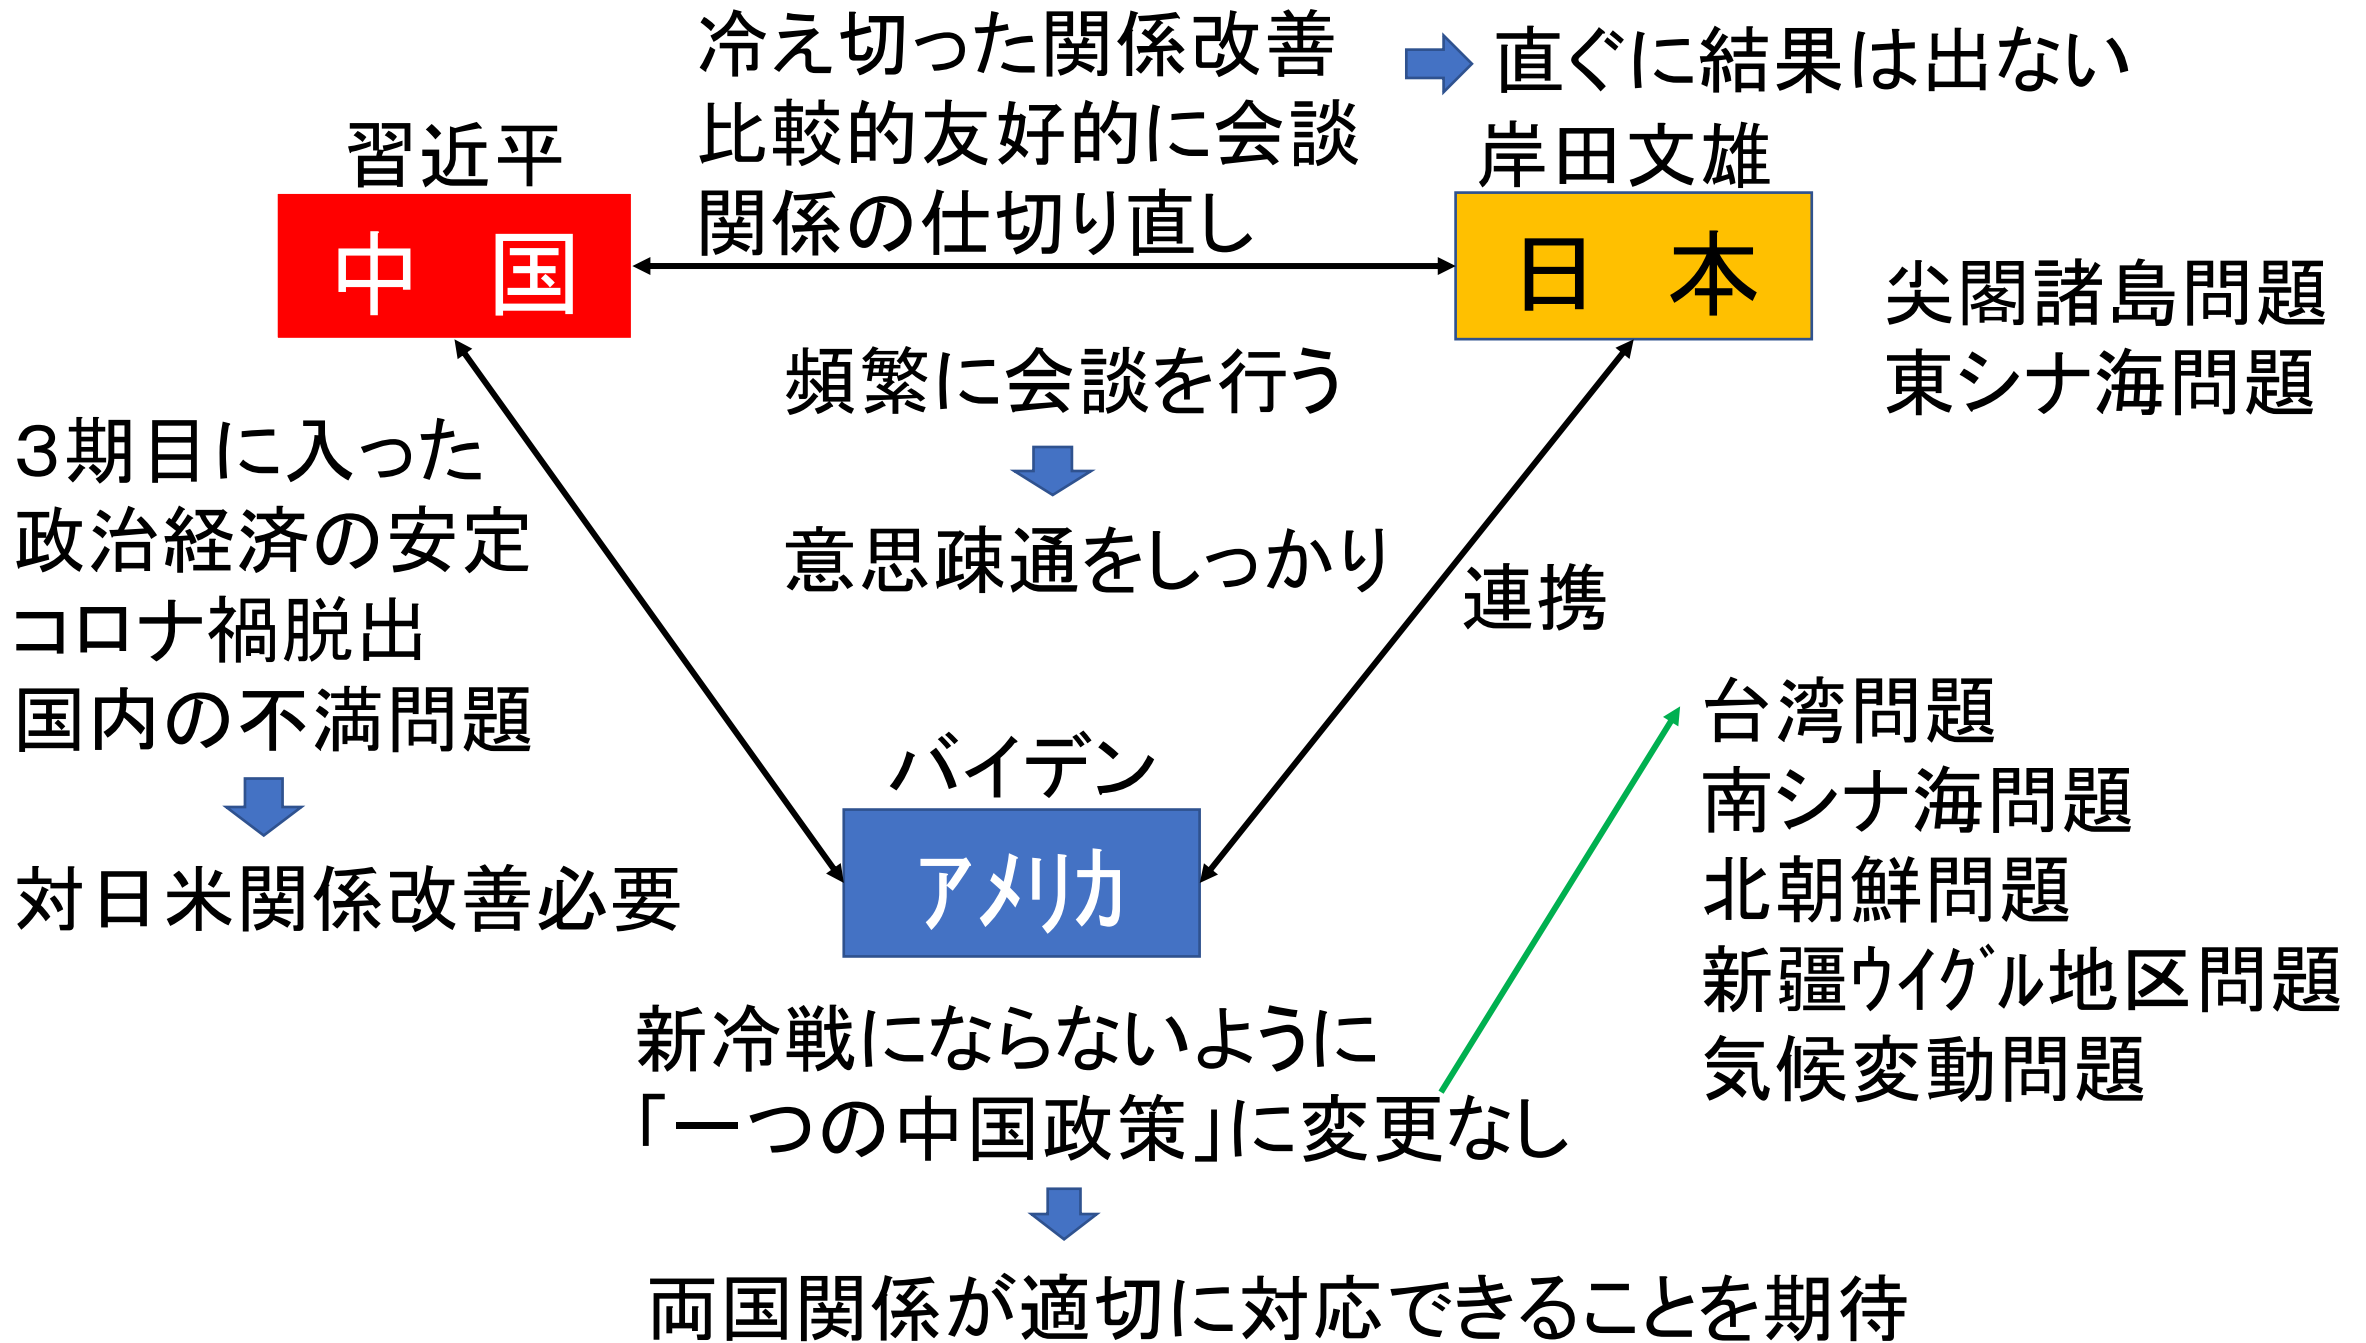 冷え切った関係改善
比較的友好的に会談
関係の仕切り直し
直ぐに結果は出ない
習近平
中　国
岸田文雄
日　本
尖閣諸島問題
東シナ海問題
頻繁に会談を行う
意思疎通をしっかり
３期目に入った
政治経済の安定
コロナ禍脱出
国内の不満問題
対日米関係改善必要
連携
バイデン
ｱﾒﾘｶ
台湾問題
南シナ海問題
北朝鮮問題
新疆ｳｲｸﾞﾙ地区問題
気候変動問題
新冷戦にならないように
「一つの中国政策」に変更なし
両国関係が適切に対応できることを期待